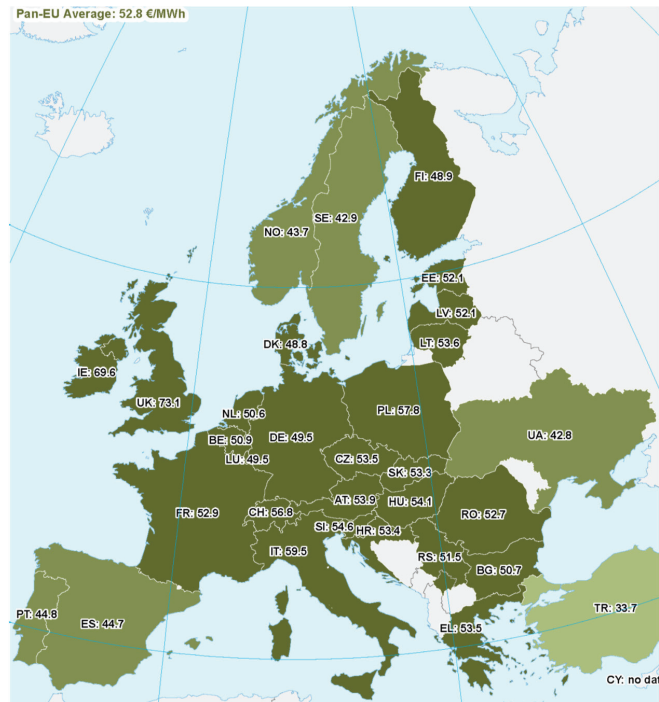 Pan-EU Average: 52.8 €/MWh
FI: 48.9
SE: 42.9
NO: 43.7
EE: 52.1
LV: 52.1
LT: 53.6
DK: 48.8
IE: 69.6
UK: 73.1
NL: 50.6
PL: 57.8
BE: 50.9
DE: 49.5
UA: 42.8
LU: 49.5
CZ: 53.5
SK: 53.3
AT: 53.9
HU: 54.1
FR: 52.9
CH: 56.8
RO: 52.7
SI: 54.6
HR: 53.4
IT: 59.5
RS: 51.5
BG: 50.7
PT: 44.8
ES: 44.7
TR: 33.7
EL: 53.5
CY: no dat